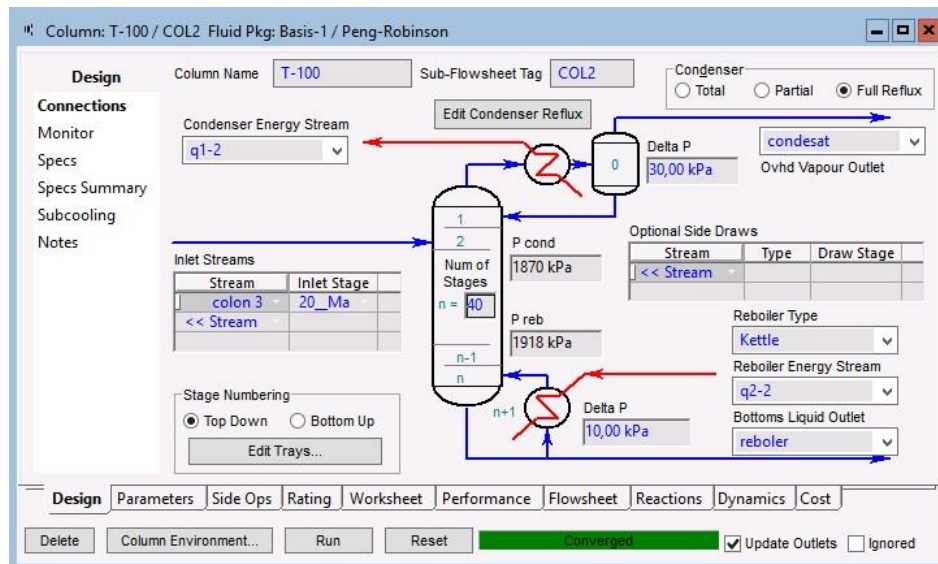 Column: T-100 / COL2 Fluid Pkg: Basis-1 / Peng-Robinson
Design
Connections
Monitor
Specs
Specs Summary
Subcooling
Notes
Column Name T-100 Sub-Flowsheet Tag COL2
Condenser
Total Partial Full Reflux
Condenser Energy Stream
q1-2
Edit Condenser Reflux
0
Delta P
30,00 kPa
condesat
Ovhd Vapour Outlet
1
2
Num of
Stages
n = 40
n-1
n
n+1
P cond
1870 kPa
P reb
1918 kPa
Optional Side Draws
Stream Type Draw Stage
<< Stream
Inlet Streams
Stream Inlet Stage
colon 3 20__Ma
<< Stream
Reboiler Type
Kettle
Reboiler Energy Stream
q2-2
Bottoms Liquid Outlet
reboler
Delta P
10,00 kPa
Stage Numbering
Top Down Bottom Up
Edit Trays...
Design Parameters Side Ops Rating Worksheet Performance Flowsheet Reactions Dynamics Cost
Delete Column Environment... Run Reset Converged Update Outlets Ignored